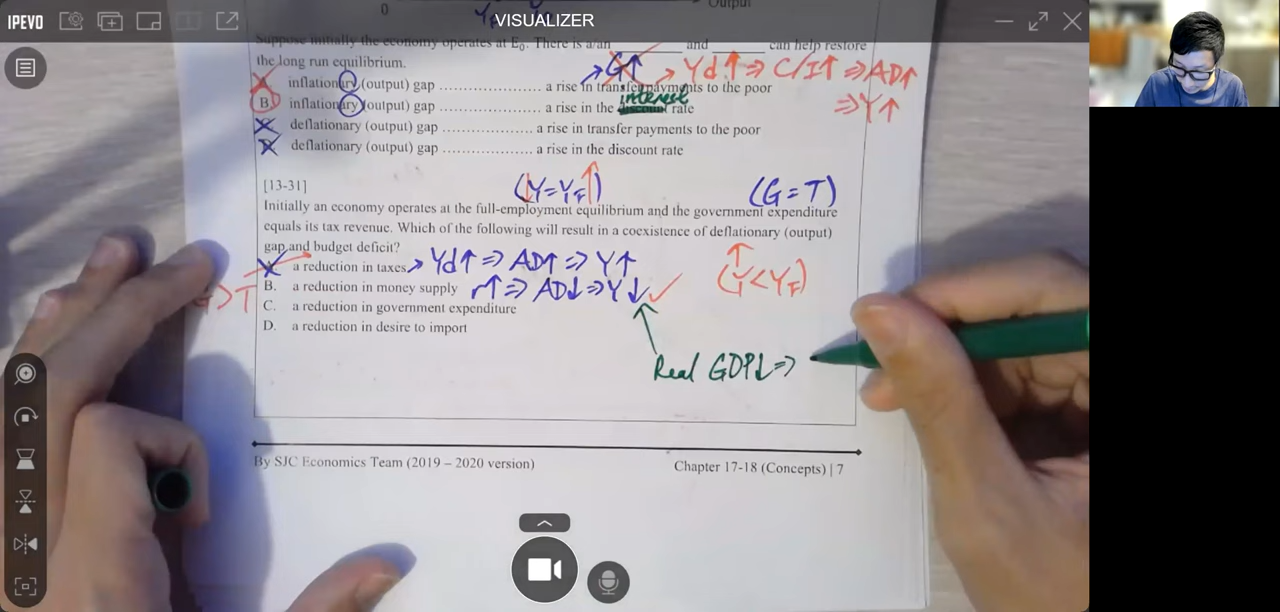 0
Output
IPEVO
VISUALIZER
Suppose initially the economy operates at E0. There is a/an __________ and ________ can help restore
the long run equilibrium.
G↑ → Yd↑ ⇒ C/I↑ ⇒ AD↑
⇒ Y↑
inflationary (output) gap ........................ a rise in transfer payments to the poor
interest
B inflationary (output) gap ........................ a rise in the rate
deflationary (output) gap ........................ a rise in transfer payments to the poor
deflationary (output) gap ........................ a rise in the discount rate
[13-31]
(Y=YF)
(G=T)
Initially an economy operates at the full-employment equilibrium and the government expenditure
equals its tax revenue. Which of the following will result in a coexistence of deflationary (output)
gap and budget deficit?
a reduction in taxes → Yd↑ ⇒ AD↑ ⇒ Y↑
(Y<YF)
G>T
B. a reduction in money supply r↑ ⇒ AD↓ ⇒ Y↓ ✓
C. a reduction in government expenditure
D. a reduction in desire to import
Real GDP↓ ⇒
By SJC Economics Team (2019 – 2020 version)
Chapter 17-18 (Concepts) | 7